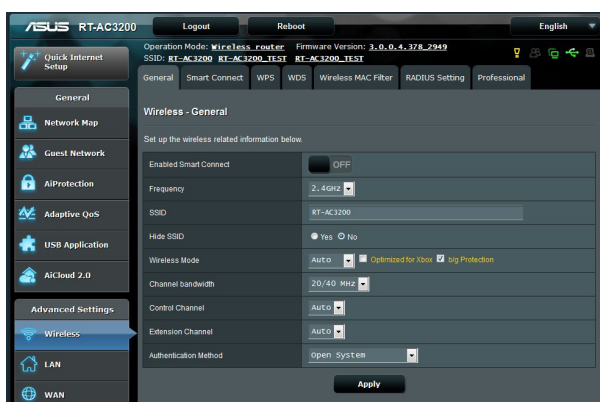 ASUS RT-AC3200 Logout Reboot English
Operation Mode: Wireless router Firmware Version: 3.0.0.4.378_2949
SSID: RT-AC3200 RT-AC3200_TEST RT-AC3200_TEST
Quick Internet Setup
General Smart Connect WPS WDS Wireless MAC Filter RADIUS Setting Professional
General
Network Map
Guest Network
AiProtection
Adaptive QoS
USB Application
AiCloud 2.0
Advanced Settings
Wireless
LAN
WAN
Wireless - General
Set up the wireless related information below.
Enabled Smart Connect OFF
Frequency 2.4GHz
SSID RT-AC3200
Hide SSID Yes No
Wireless Mode Auto Optimized for Xbox b/g Protection
Channel bandwidth 20/40 MHz
Control Channel Auto
Extension Channel Auto
Authentication Method Open System
Apply